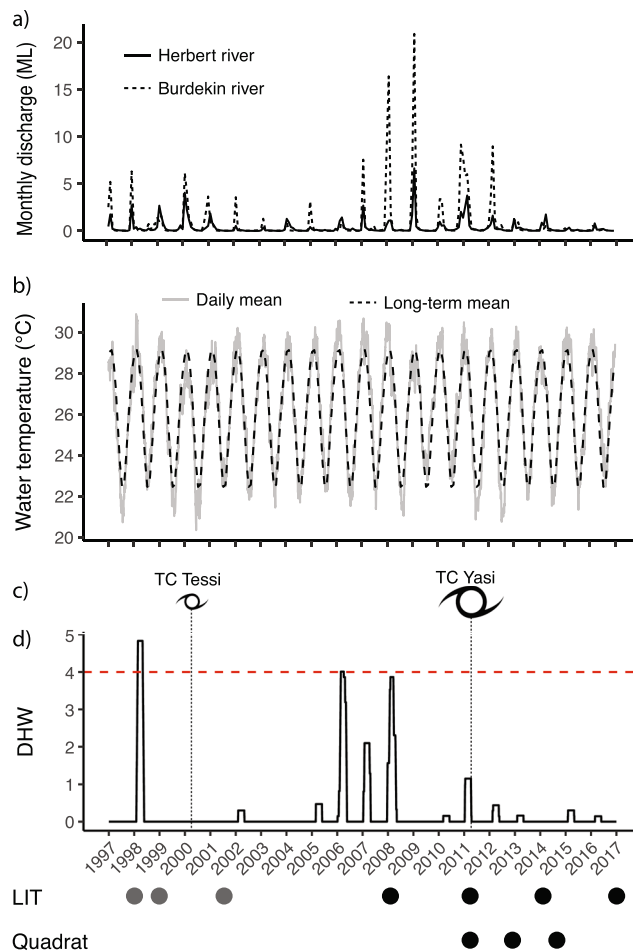 a)
Monthly discharge (ML)
20
15
10
5
0
Herbert river
Burdekin river
b)
Daily mean
Long-term mean
Water temperature (°C)
30
28
26
24
22
20
c)
TC Tessi
TC Yasi
d)
DHW
5
4
3
2
1
0
1997 1998 1999 2000 2001 2002 2003 2004 2005 2006 2007 2008 2009 2010 2011 2012 2013 2014 2015 2016 2017
LIT
Quadrat